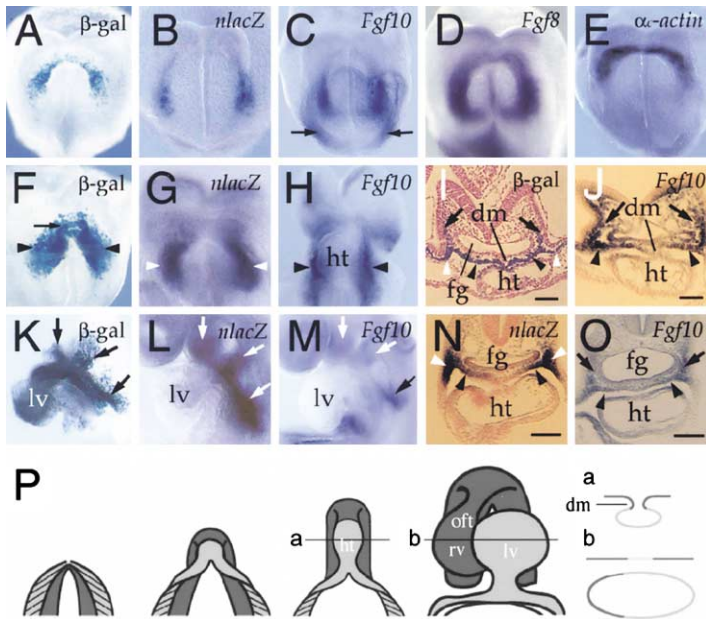 A β-gal
B nlacZ
C Fgf10
D Fgf8
E αc-actin
F β-gal
G nlacZ
H Fgf10
ht
I β-gal
dm
fg ht
J Fgf10
dm
ht
K β-gal
lv
L nlacZ
lv
M Fgf10
lv
N nlacZ
fg
ht
O Fgf10
fg
ht
P
a ht
b oft
rv lv
a
dm
b